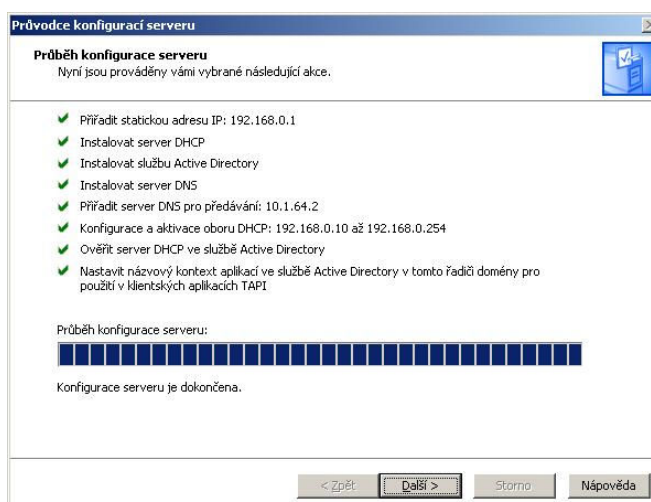 Průvodce konfigurací serveru
Průběh konfigurace serveru
Nyní jsou prováděny vámi vybrané následující akce.
Přiřadit statickou adresu IP: 192.168.0.1
Instalovat server DHCP
Instalovat službu Active Directory
Instalovat server DNS
Přiřadit server DNS pro předávání: 10.1.64.2
Konfigurace a aktivace oboru DHCP: 192.168.0.10 až 192.168.0.254
Ověřit server DHCP ve službě Active Directory
Nastavit názvový kontext aplikací ve službě Active Directory v tomto řadiči domény pro
použití v klientských aplikacích TAPI
Průběh konfigurace serveru:
Konfigurace serveru je dokončena.
< Zpět Další > Storno Nápověda